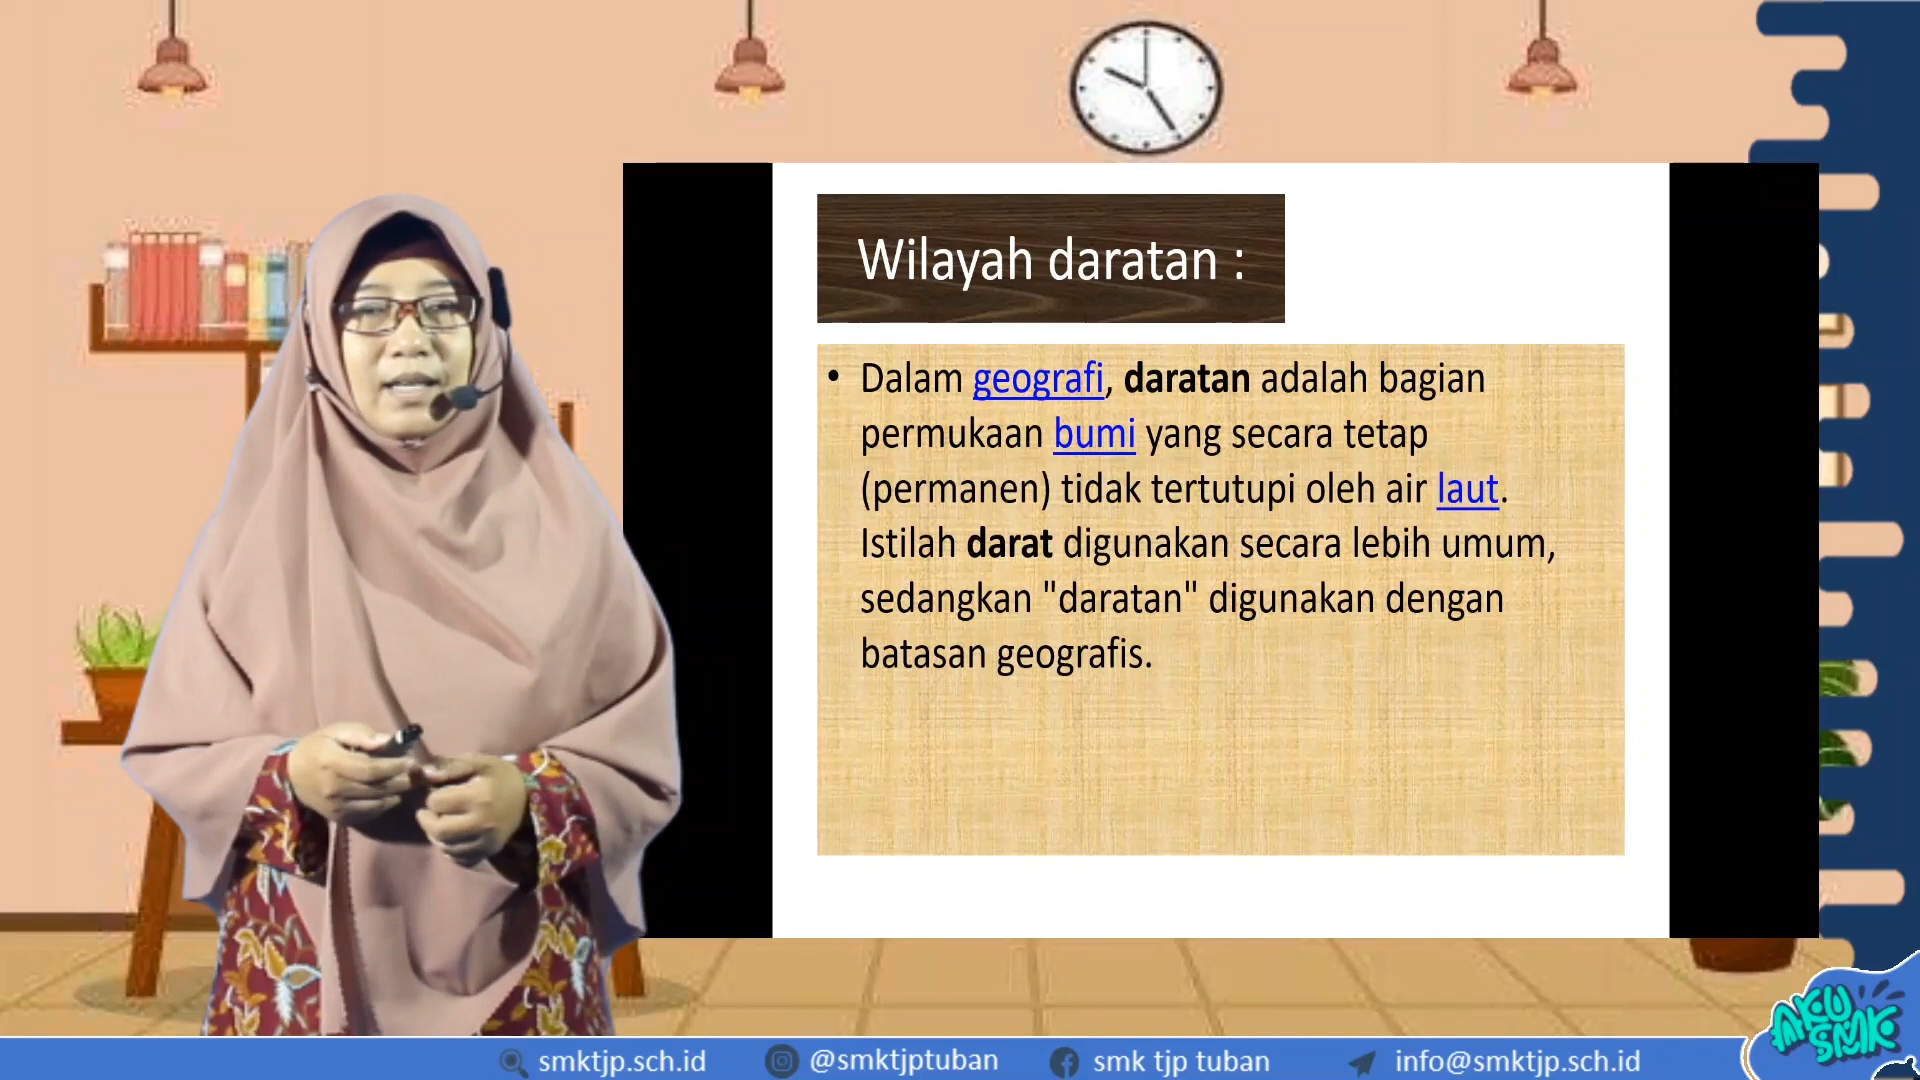 Wilayah daratan :
• Dalam geografi, daratan adalah bagian
permukaan bumi yang secara tetap
(permanen) tidak tertutupi oleh air laut.
Istilah darat digunakan secara lebih umum,
sedangkan "daratan" digunakan dengan
batasan geografis.
smktjp.sch.id
@smktjptuban
smk tjp tuban
info@smktjp.sch.id
AKU
SMK